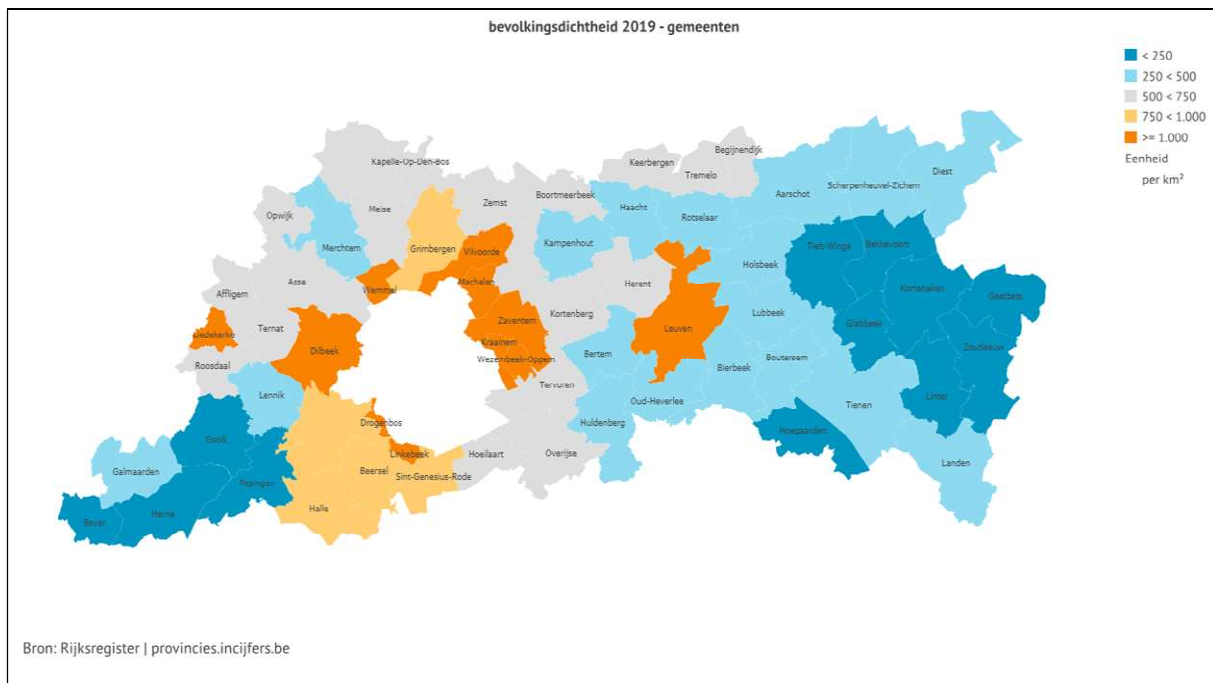 bevolkingsdichtheid 2019 - gemeenten
< 250
250 < 500
500 < 750
750 < 1.000
>= 1.000
Eenheid
per km²
Kapelle-Op-Den-Bos
Keerbergen
Begijnendijk
Tremelo
Diest
Scherpenheuvel-Zichem
Aarschot
Boortmeerbeek
Zemst
Meise
Opwijk
Haacht
Rotselaar
Merchtem
Grimbergen
Vilvoorde
Kampenhout
Tielt-Winge
Bekkevoort
Holsbeek
Asse
Wemmel
Machelen
Herent
Kortenaken
Geetbets
Affligem
Kortenberg
Lubbeek
Glabbeek
Zaventem
Ternat
Leuven
Liedekerke
Dilbeek
Kraainem
Zoutleeuw
Wezembeek-Oppem
Bertem
Boutersem
Roosdaal
Bierbeek
Tervuren
Lennik
Linter
Oud-Heverlee
Tienen
Drogenbos
Huldenberg
Hoegaarden
Gooik
Linkebeek
Hoeilaart
Overijse
Galmaarden
Beersel
Sint-Genesius-Rode
Landen
Pepingen
Halle
Herne
Bever
Bron: Rijksregister | provincies.incijfers.be